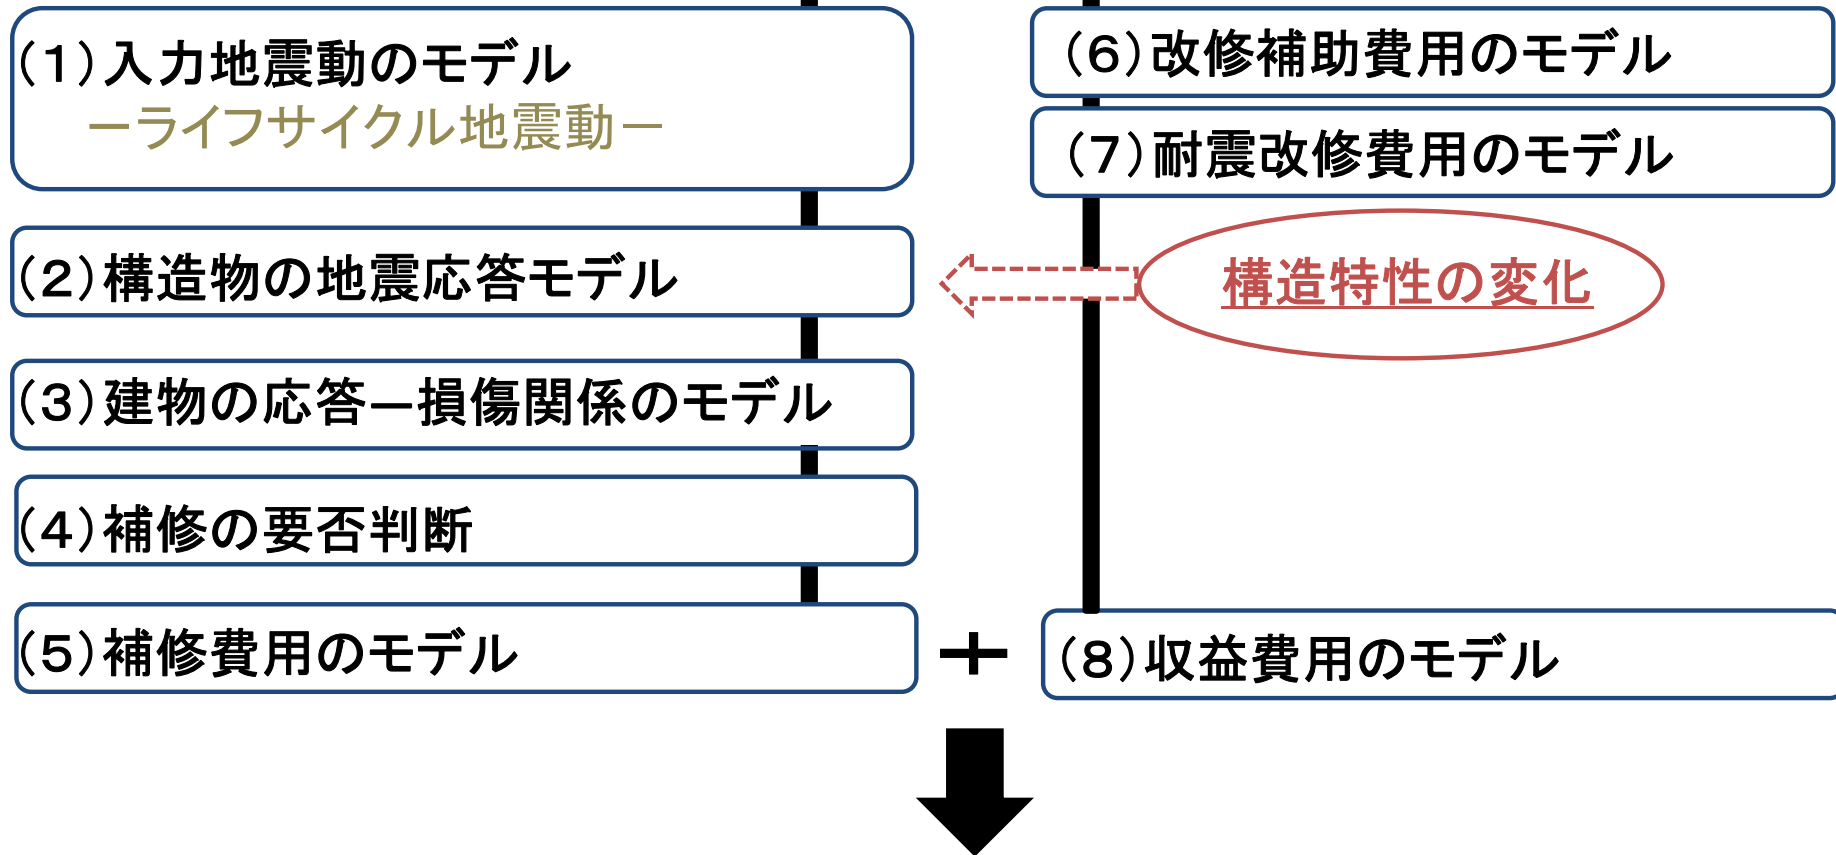 (1)入力地震動のモデル
－ライフサイクル地震動－
(2)構造物の地震応答モデル
(3)建物の応答―損傷関係のモデル
(4)補修の要否判断
(5)補修費用のモデル
+
(6)改修補助費用のモデル
(7)耐震改修費用のモデル
構造特性の変化
(8)収益費用のモデル